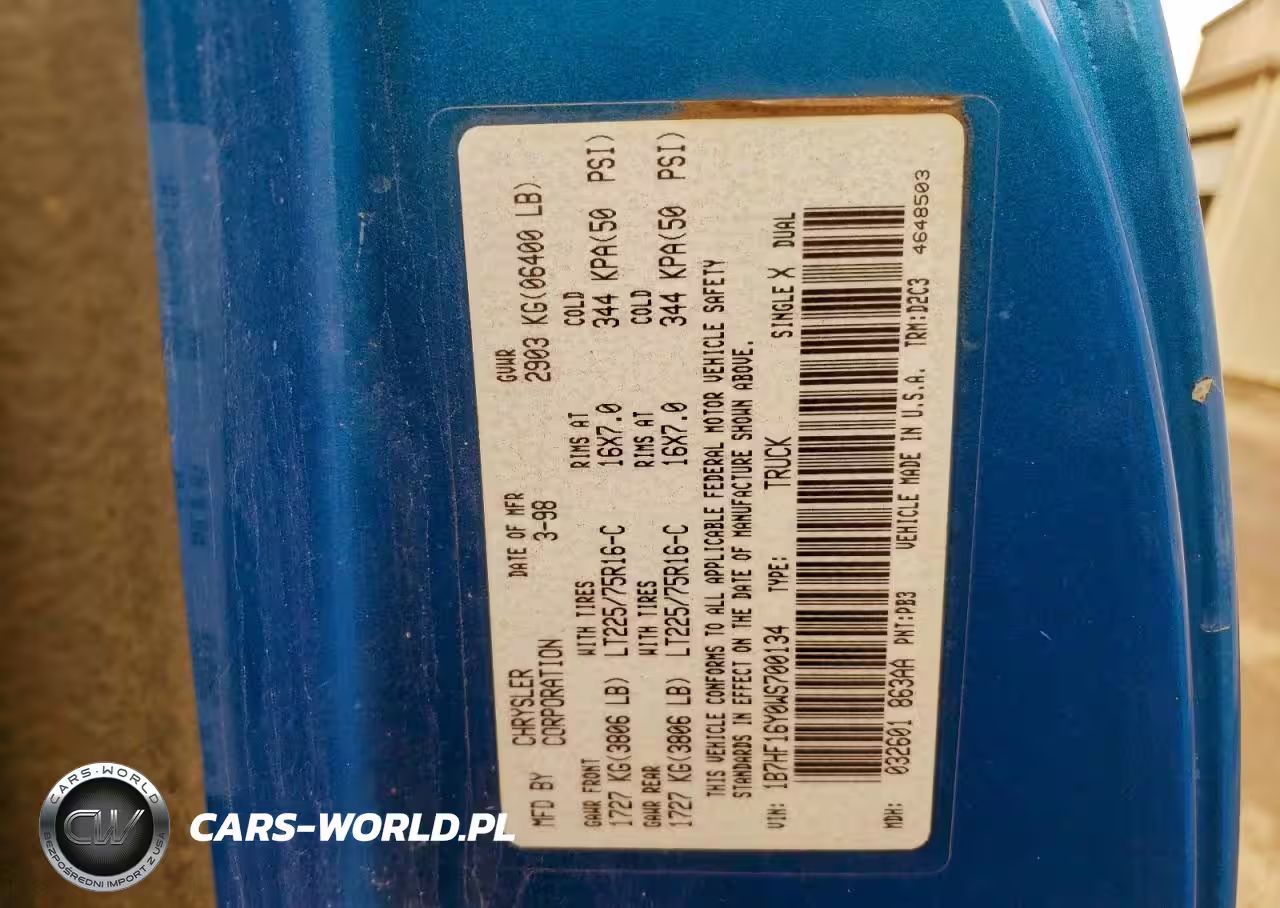 MFD BY CHRYSLER CORPORATION DATE OF MFR 3-98 GVWR 2903 KG(06400 LB)
GAWR FRONT WITH TIRES RIMS AT COLD
1727 KG(3806 LB) LT225/75R16-C 16X7.0 344 KPA(50 PSI)
GAWR REAR WITH TIRES RIMS AT COLD
1727 KG(3806 LB) LT225/75R16-C 16X7.0 344 KPA(50 PSI)
THIS VEHICLE CONFORMS TO ALL APPLICABLE FEDERAL MOTOR VEHICLE SAFETY
STANDARDS IN EFFECT ON THE DATE OF MANUFACTURE SHOWN ABOVE.
VIN: 1B7HF16Y0WS700134 TYPE: TRUCK SINGLE X DUAL
MDH: 032601 863AA PNT:PB3 VEHICLE MADE IN U.S.A. TRM:D2C3 4648503
CARS-WORLD
CW
BEZPOŚREDNI IMPORT Z USA
CARS-WORLD.PL